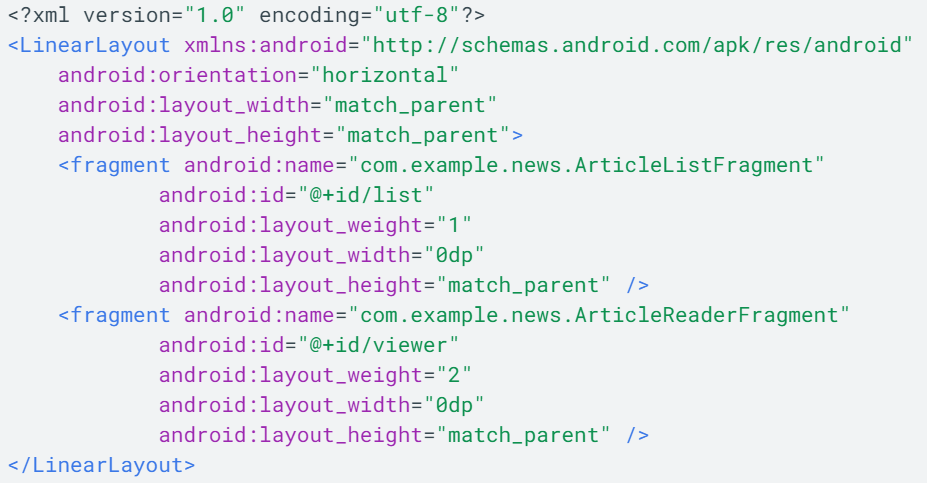 <?xml version="1.0" encoding="utf-8"?>
<LinearLayout xmlns:android="http://schemas.android.com/apk/res/android"
    android:orientation="horizontal"
    android:layout_width="match_parent"
    android:layout_height="match_parent">
    <fragment android:name="com.example.news.ArticleListFragment"
            android:id="@+id/list"
            android:layout_weight="1"
            android:layout_width="0dp"
            android:layout_height="match_parent" />
    <fragment android:name="com.example.news.ArticleReaderFragment"
            android:id="@+id/viewer"
            android:layout_weight="2"
            android:layout_width="0dp"
            android:layout_height="match_parent" />
</LinearLayout>